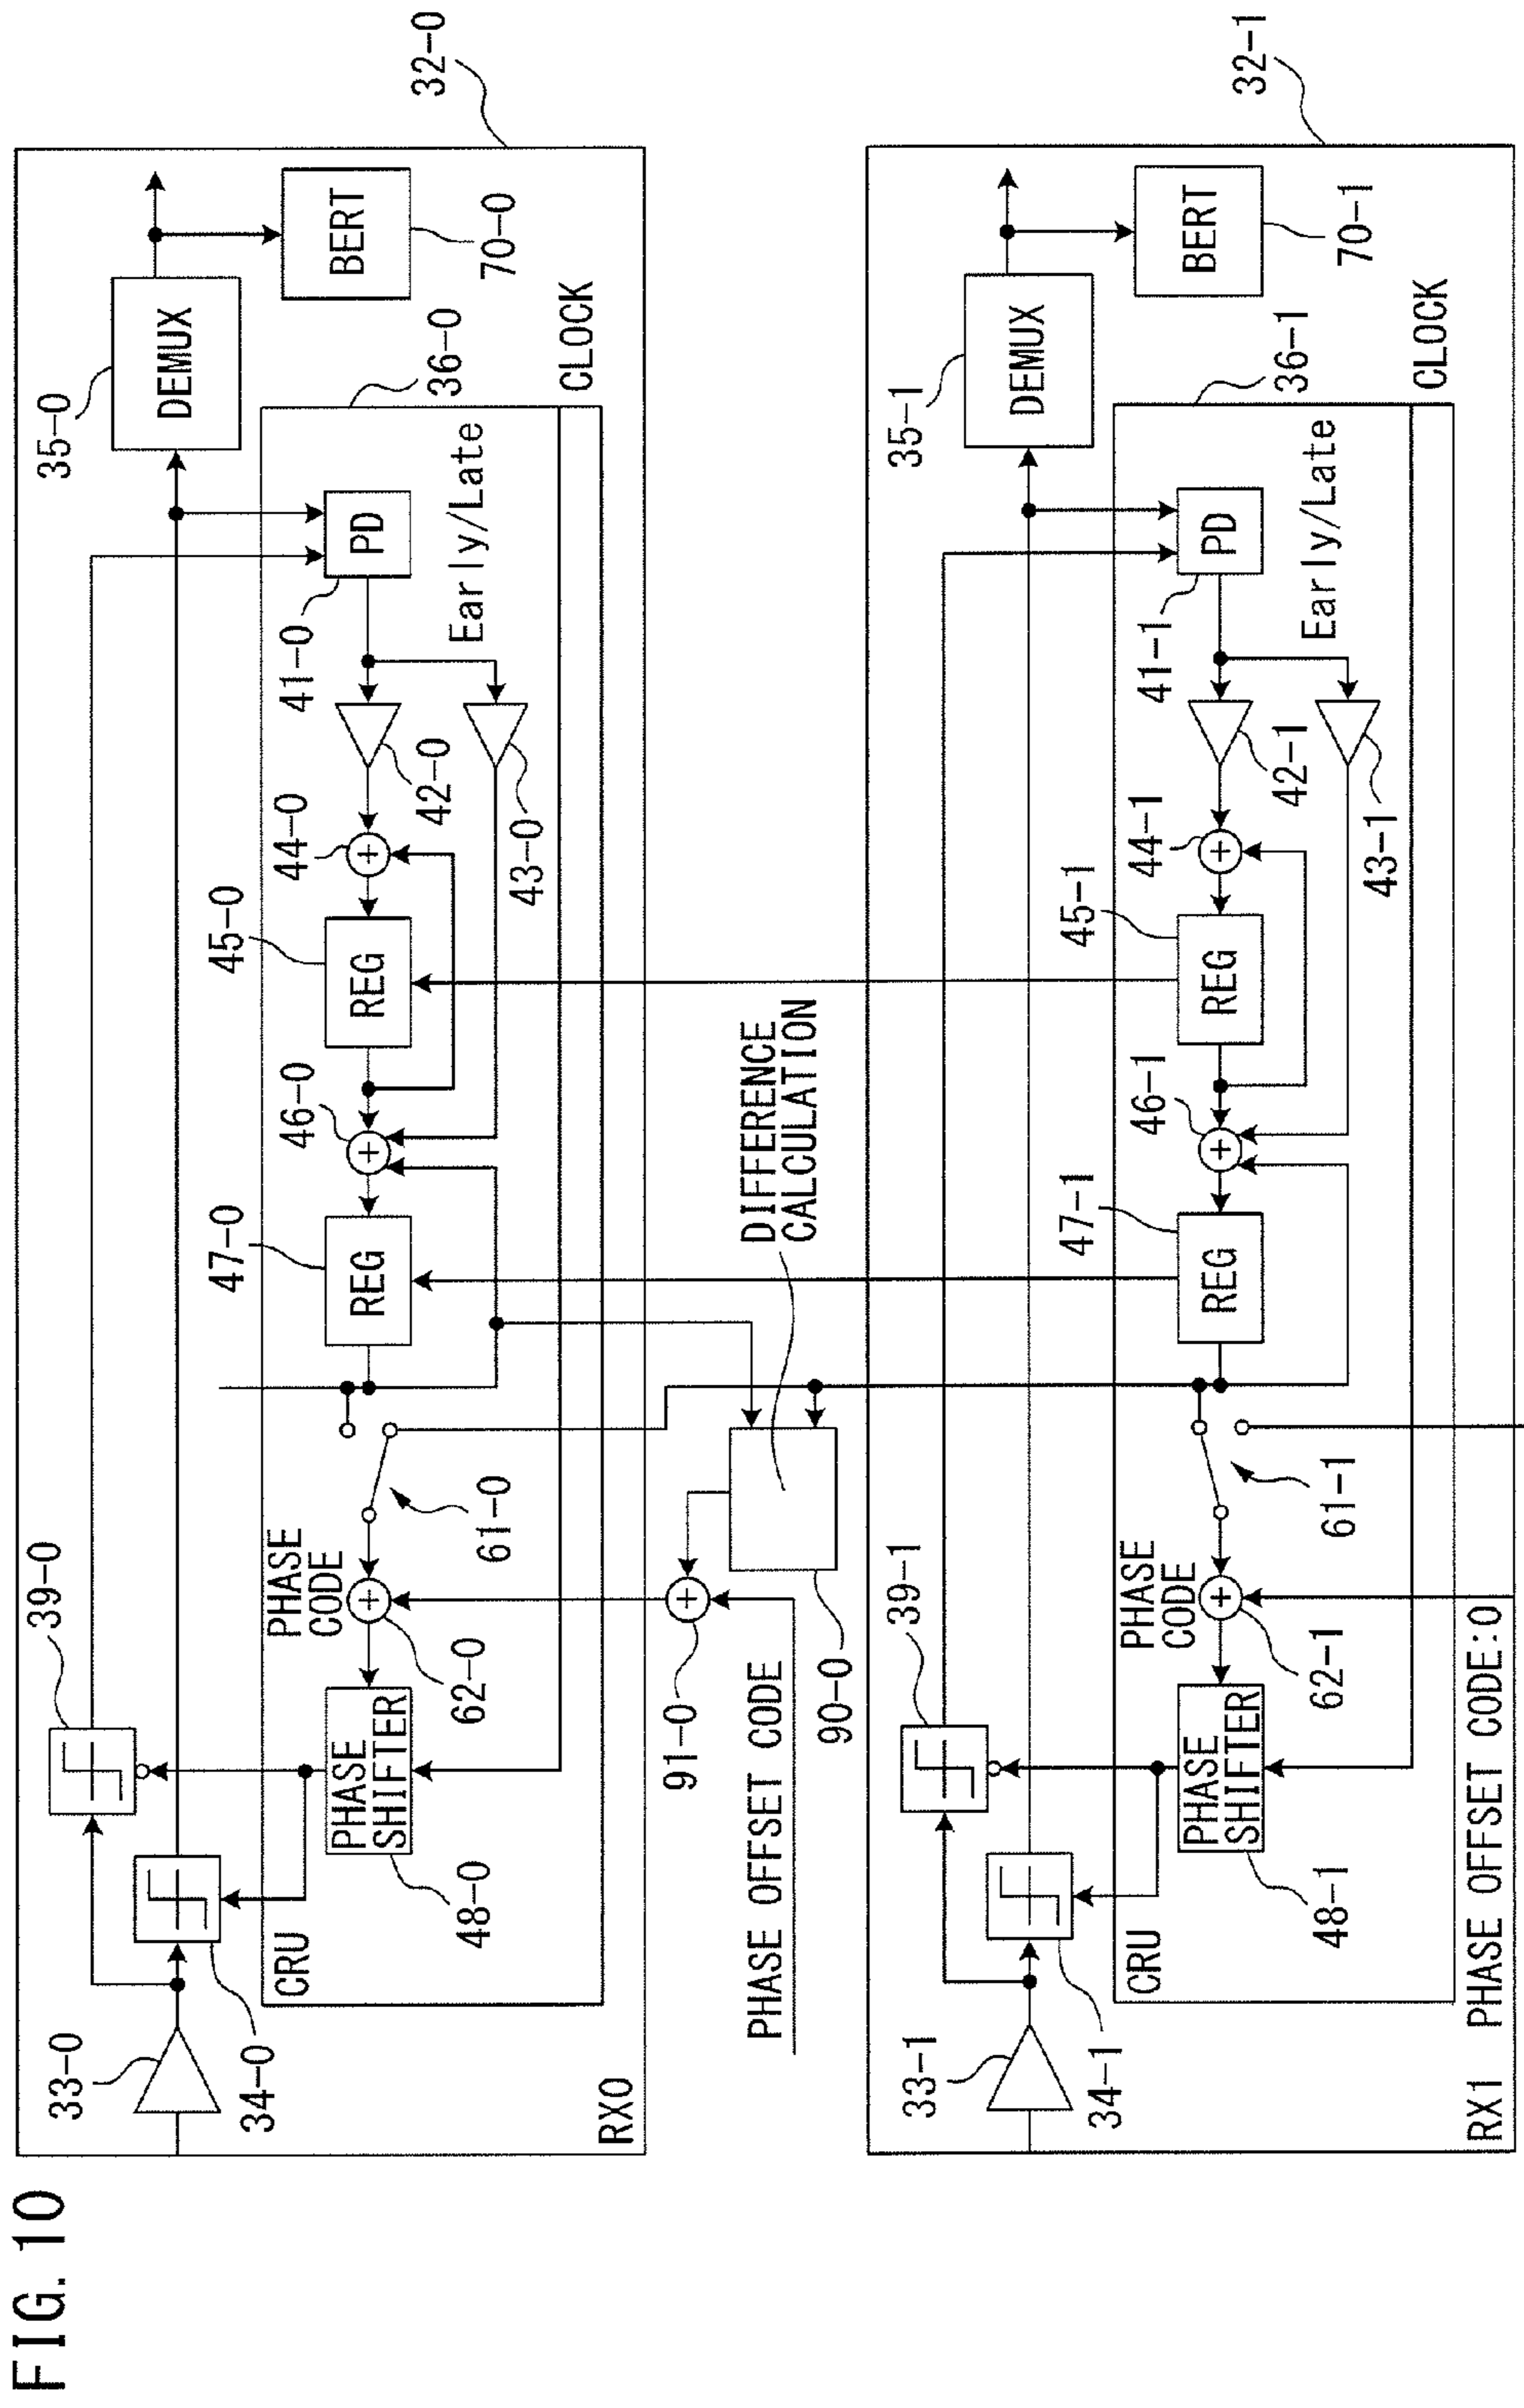 FIG. 10
33-0
34-0
39-0
35-0
DEMUX
BERT
70-0
32-0
CRU
PHASE SHIFTER
48-0
PHASE CODE
62-0
61-0
47-0
REG
46-0
45-0
REG
44-0
42-0
43-0
41-0
PD
Early/Late
36-0
CLOCK
RX0
PHASE OFFSET CODE
91-0
90-0
DIFFERENCE
CALCULATION
33-1
34-1
39-1
35-1
DEMUX
BERT
70-1
32-1
CRU
PHASE SHIFTER
48-1
PHASE CODE
62-1
61-1
47-1
REG
46-1
45-1
REG
44-1
42-1
43-1
41-1
PD
Early/Late
36-1
CLOCK
RX1
PHASE OFFSET CODE:0